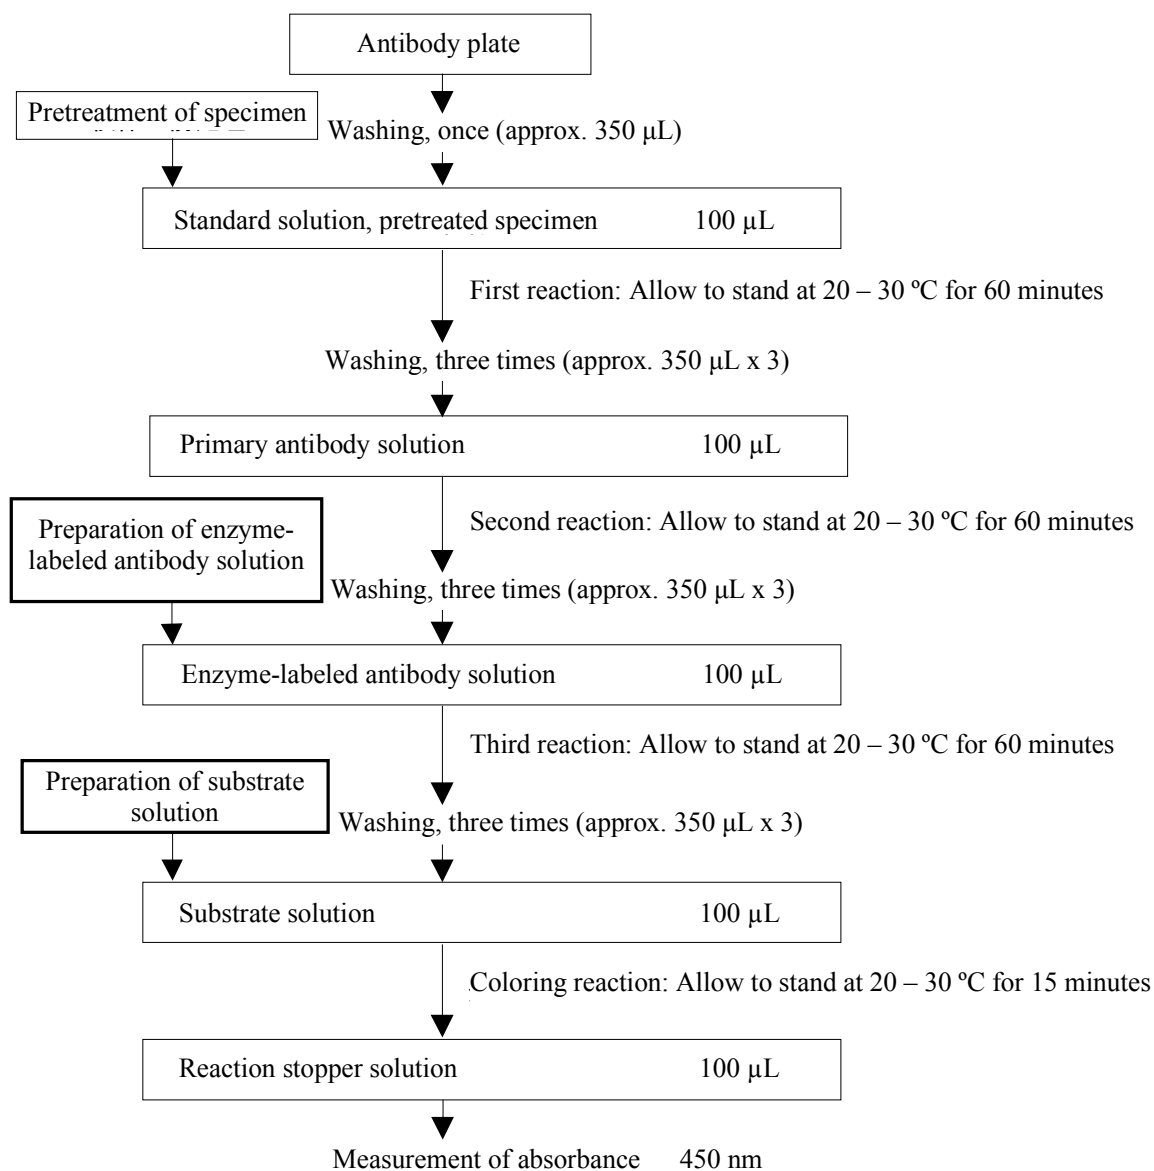 Antibody plate
Pretreatment of specimen
Washing, once (approx. 350 µL)
Standard solution, pretreated specimen 100 µL
First reaction: Allow to stand at 20 – 30 ºC for 60 minutes
Washing, three times (approx. 350 µL x 3)
Primary antibody solution 100 µL
Second reaction: Allow to stand at 20 – 30 ºC for 60 minutes
Preparation of enzyme-
labeled antibody solution
Washing, three times (approx. 350 µL x 3)
Enzyme-labeled antibody solution 100 µL
Third reaction: Allow to stand at 20 – 30 ºC for 60 minutes
Preparation of substrate
solution
Washing, three times (approx. 350 µL x 3)
Substrate solution 100 µL
Coloring reaction: Allow to stand at 20 – 30 ºC for 15 minutes
Reaction stopper solution 100 µL
Measurement of absorbance 450 nm